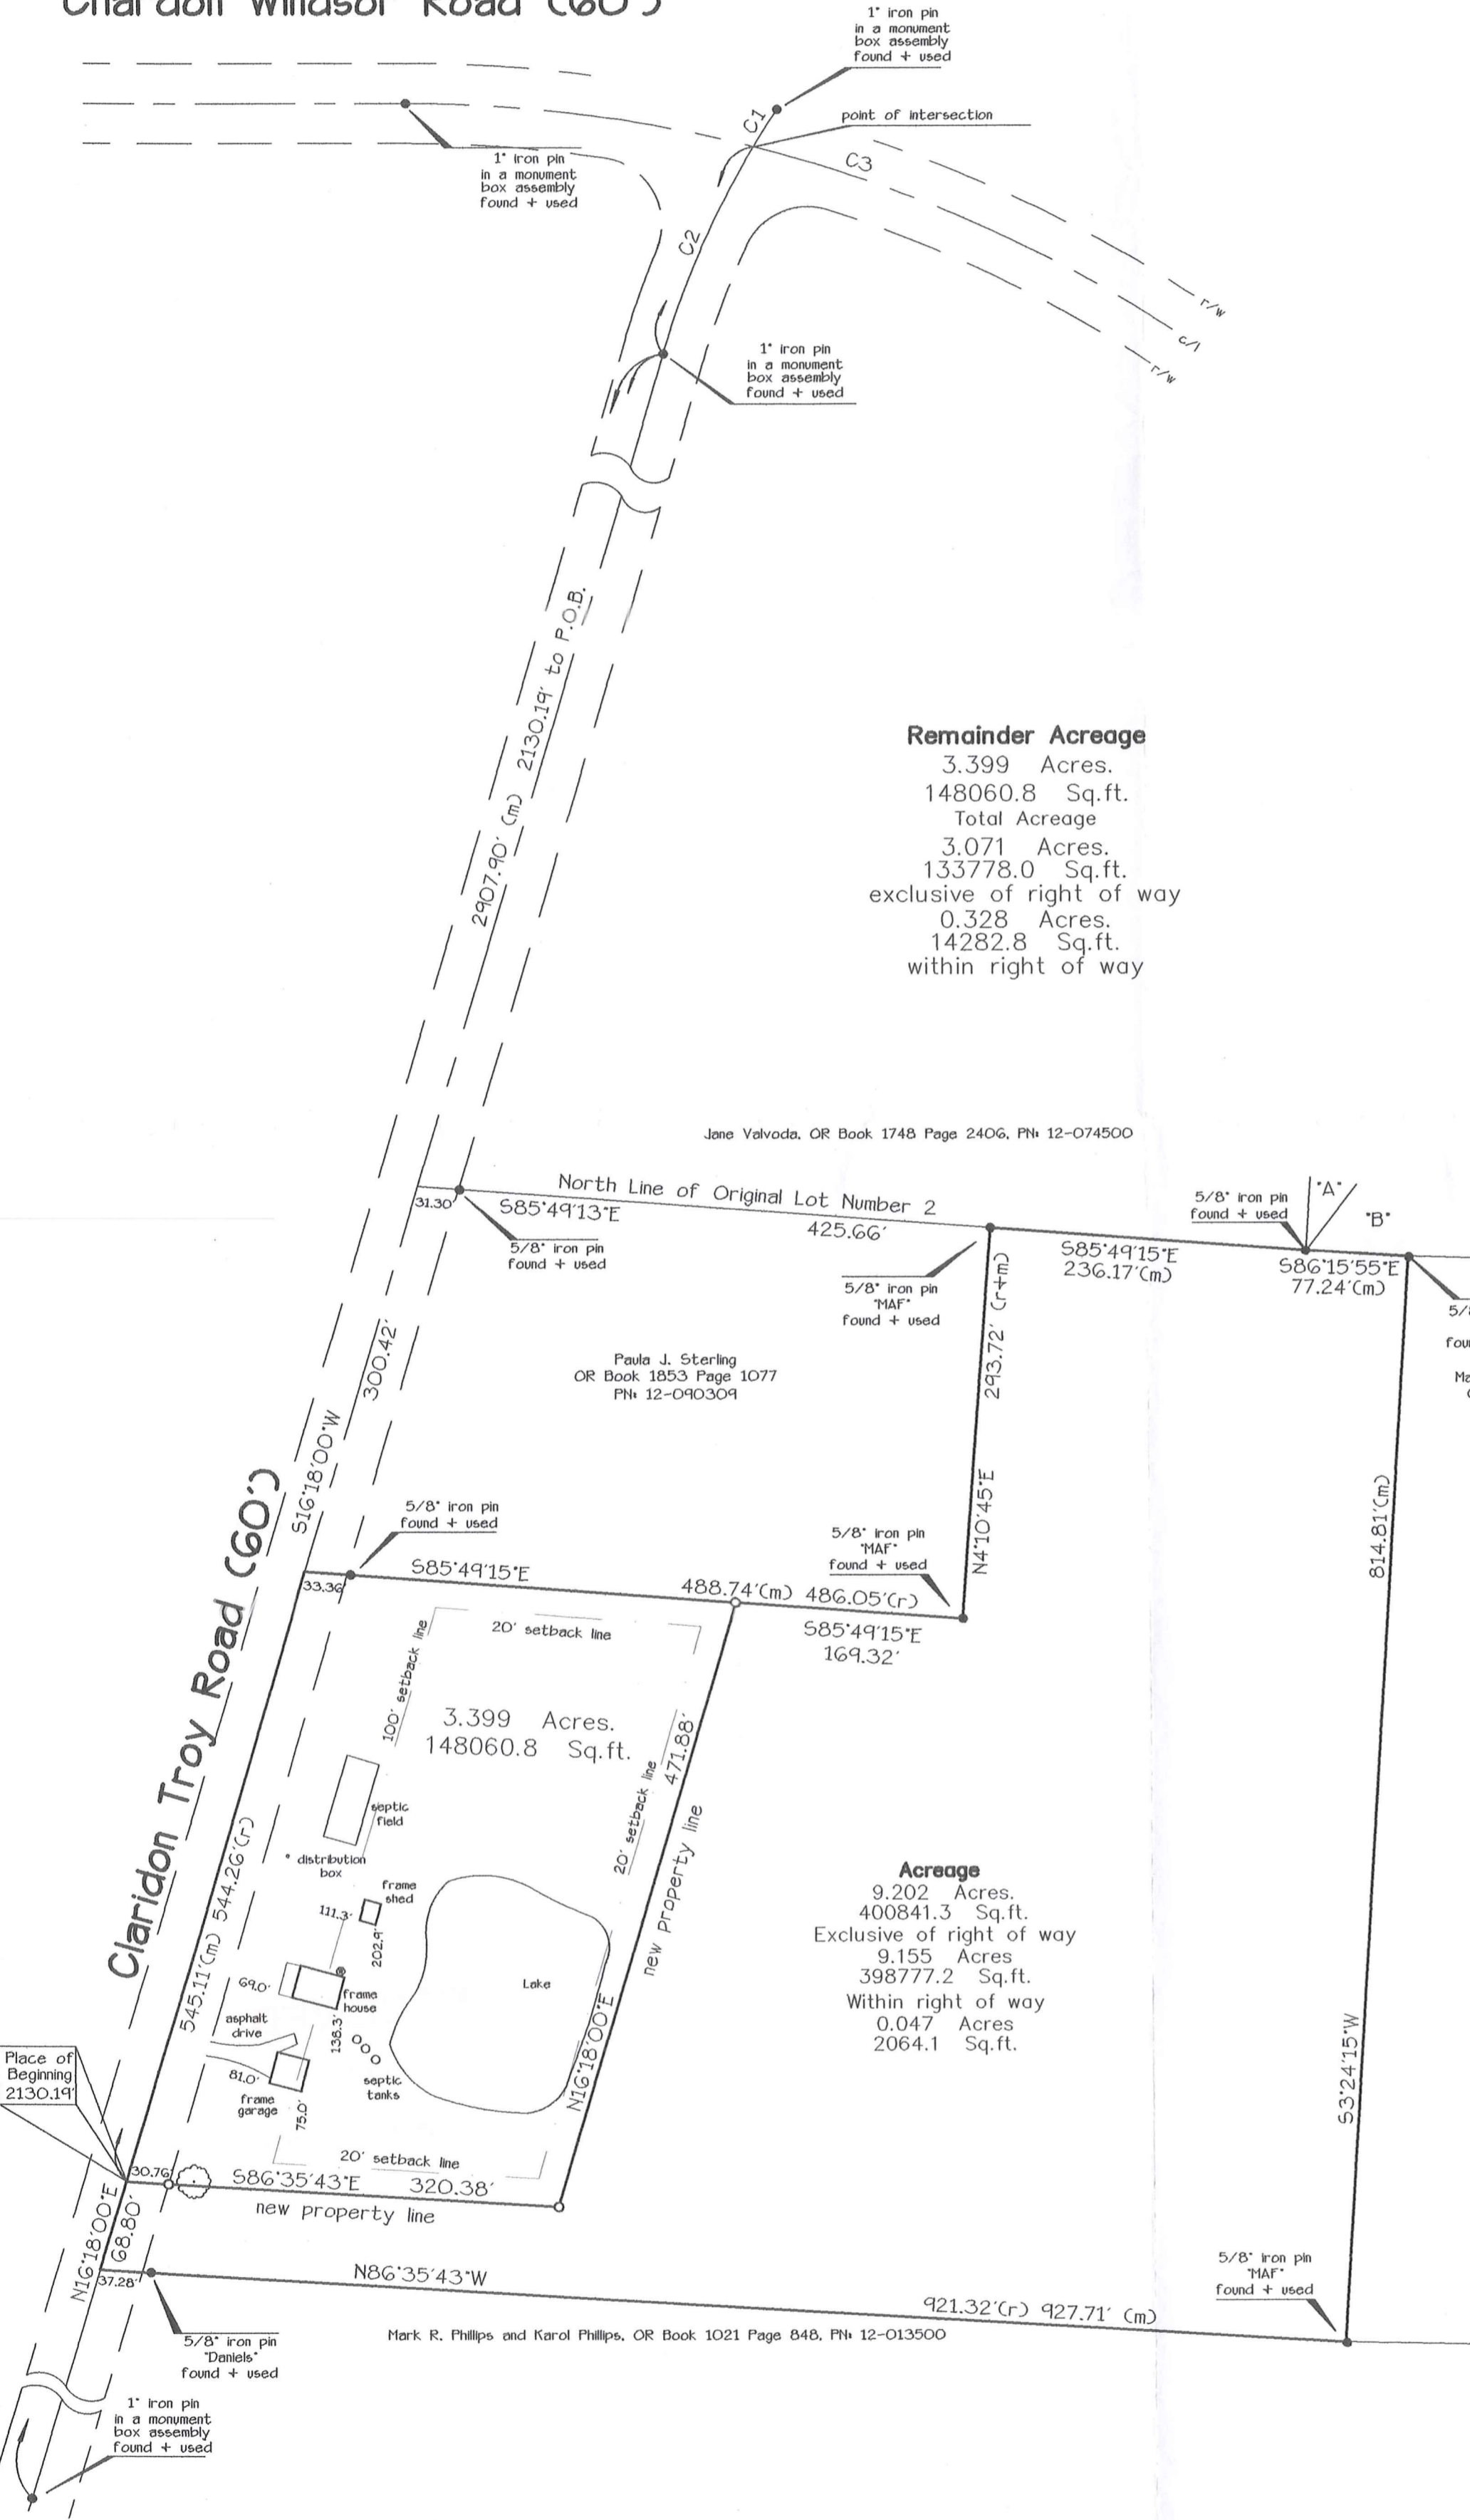 Chardon Windsor Road (60')
1" iron pin
in a monument
box assembly
found + used
point of intersection
C1
C3
1" iron pin
in a monument
box assembly
found + used
C2
r/w
c/l
r/w
1" iron pin
in a monument
box assembly
found + used
2907.90' (m) 2130.19' to P.O.B.
Remainder Acreage
3.399 Acres.
148060.8 Sq.ft.
Total Acreage
3.071 Acres.
133778.0 Sq.ft.
exclusive of right of way
0.328 Acres.
14282.8 Sq.ft.
within right of way
Jane Valvoda, OR Book 1748 Page 2406, PN: 12-074500
North Line of Original Lot Number 2
31.30'
S85°49'13"E
425.66'
5/8" iron pin
found + used
5/8" iron pin
found + used
"A"
"B"
S85°49'15"E
236.17'(m)
S86°15'55"E
77.24'(m)
5/8" iron pin
"MAF"
found + used
293.72' (r+m)
N4°10'45"E
Paula J. Sterling
OR Book 1853 Page 1077
PN: 12-090309
300.42'
S16°18'00"W
Claridon Troy Road (60')
5/8" iron pin
found + used
5/8" iron pin
"MAF"
found + used
33.36'
S85°49'15"E
488.74'(m) 486.05'(r)
S85°49'15"E
169.32'
814.81'(m)
S3°24'15"W
20' setback line
100' setback line
3.399 Acres.
148060.8 Sq.ft.
471.88'
20' setback line
new property line
N16°18'00"E
septic
field
distribution
box
frame
shed
111.3'
202.9'
69.0'
frame
house
Lake
asphalt
drive
138.3'
81.0'
septic
tanks
frame
garage
75.0'
545.11'(m) 544.26'(r)
Acreage
9.202 Acres.
400841.3 Sq.ft.
Exclusive of right of way
9.155 Acres
398777.2 Sq.ft.
Within right of way
0.047 Acres
2064.1 Sq.ft.
Place of
Beginning
2130.19'
20' setback line
30.76'
S86°35'43"E 320.38'
new property line
N16°18'00"E
68.80'
37.28'
N86°35'43"W
921.32'(r) 927.71' (m)
5/8" iron pin
"MAF"
found + used
Mark R. Phillips and Karol Phillips, OR Book 1021 Page 848, PN: 12-013500
5/8" iron pin
"Daniels"
found + used
1" iron pin
in a monument
box assembly
found + used